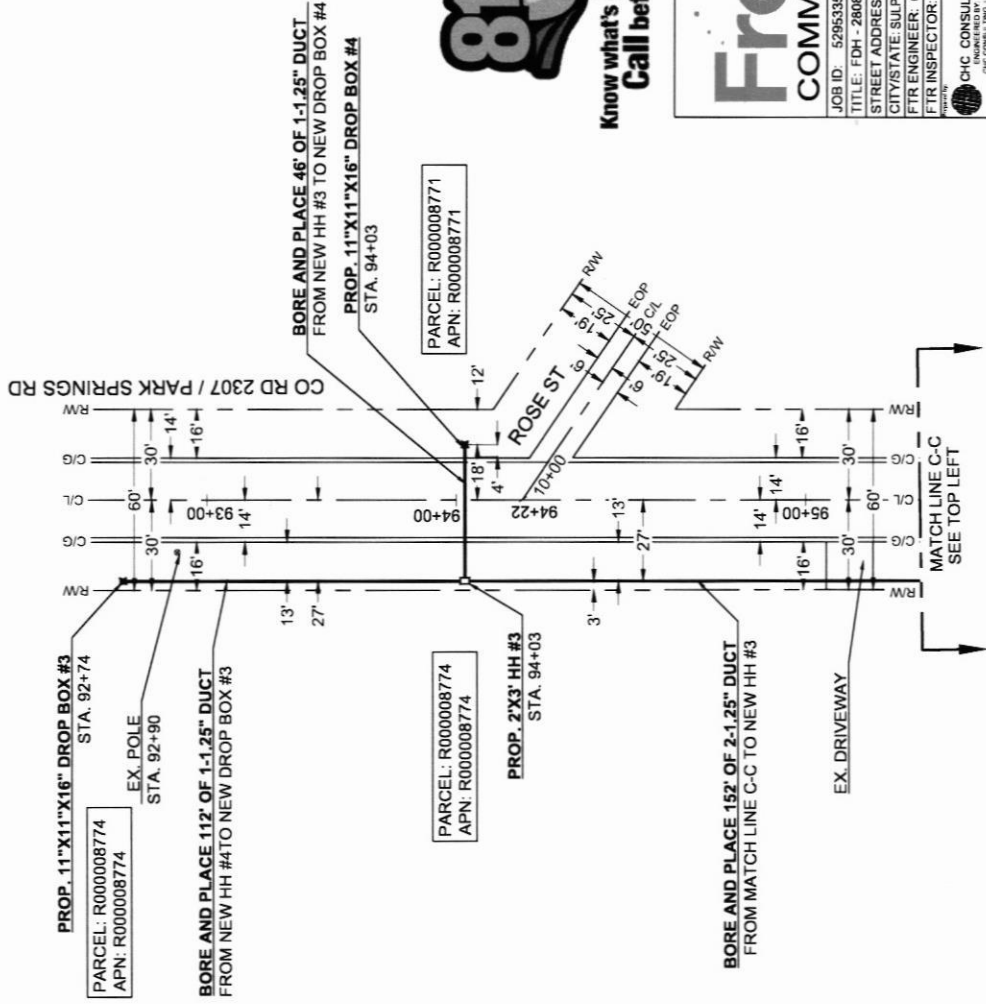 PROP. 11"X11"X16" DROP BOX #3
STA. 92+74
EX. POLE
STA. 92+90
PARCEL: R000008774
APN: R000008774
BORE AND PLACE 112' OF 1-1.25" DUCT
FROM NEW HH #4TO NEW DROP BOX #3
PARCEL: R000008774
APN: R000008774
PROP. 2'X3' HH #3
STA. 94+03
BORE AND PLACE 152' OF 2-1.25" DUCT
FROM MATCH LINE C-C TO NEW HH #3
EX. DRIVEWAY
R/W
C/G
C/L
C/G
R/W
60'
30'
30'
14'
16'
16'
93+00
14'
13'
27'
CO RD 2307 / PARK SPRINGS RD
BORE AND PLACE 46' OF 1-1.25" DUCT
FROM NEW HH #3 TO NEW DROP BOX #4
PROP. 11"X11"X16" DROP BOX #4
STA. 94+03
PARCEL: R000008771
APN: R000008771
12'
94+00
18'
4'
94+22
10+00
ROSE ST
R/W
EOP
C/L
EOP
R/W
19'
25'
6'
50'
25'
19'
6'
13'
27'
3'
14'
14'
95+00
16'
16'
30'
30'
60'
R/W
C/G
C/L
C/G
R/W
MATCH LINE C-C
SEE TOP LEFT
81
Know what's
Call bef
Fro
COMM
JOB ID: 5295335
TITLE: FDH - 2808
STREET ADDRES
CITY/STATE: SULP
FTR ENGINEER:
FTR INSPECTOR:
CHC CONSUL
ENGINEERED BY